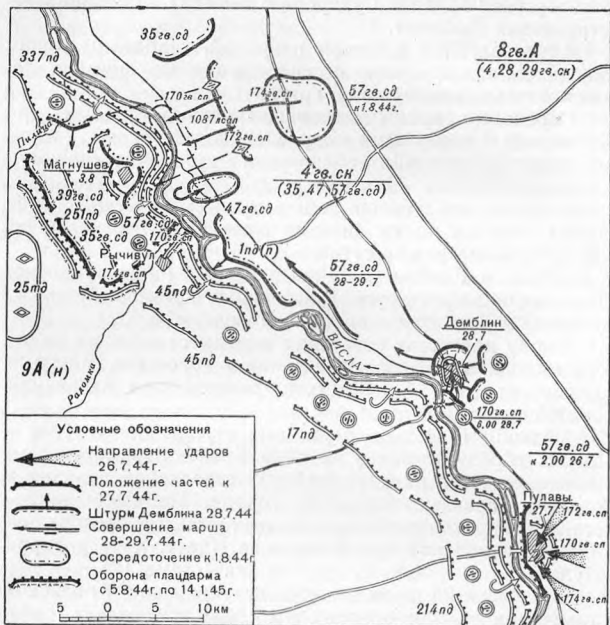 35гв.сд
8гв.А
(4,28,29гв.ск)
337пд
170гв.сп
174гв.сп
57гв.сд
к 1.8.44г.
1087лсдп
172гв.сп
Пилица
Магнушев
3,8
4гв.ск
(35,47,57гв.сд)
39гв.сд
47гв.сд
251пд
57гв.сд
35гв.сд
170гв.сп
Рычивул
174гв.сп
1пд(п)
57гв.сд
28-29.7
25тд
45пд
Демблин
28.7
ВИСЛА
45пд
9А(н)
Радомка
170гв.сп
6,00 28.7
17пд
57гв.сд
к 2,00 26.7
Пулавы
27,7
172гв.сп
170гв.сп
174гв.сп
214пд
Условные обозначения
Направление ударов
26.7.44г.
Положение частей к
27.7.44г.
Штурм Демблина 28.7,44
Совершение марша
28-29.7.44г.
Сосредоточение к 1.8.44г
Оборона плацдарма
с 5,8,44г. по 14,1,45г.
5 0 5 10км